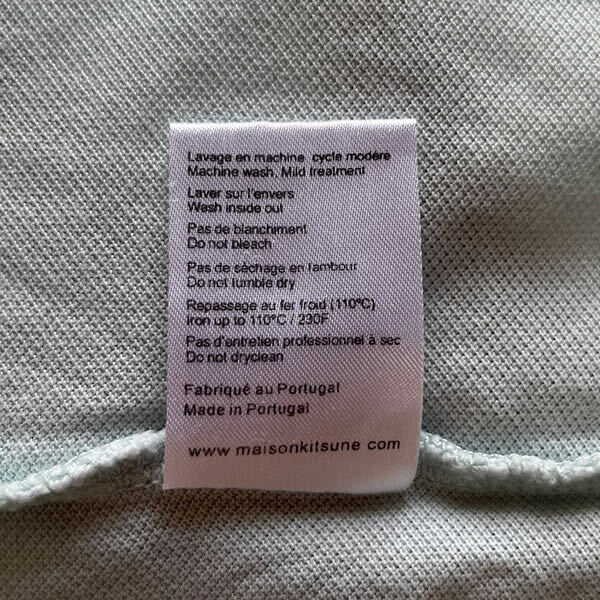 Lavage en machine cycle modéré
Machine wash, Mild treatment
Laver sur l'envers
Wash inside out
Pas de blanchiment
Do not bleach
Pas de séchage en tambour
Do not tumble dry
Repassage au fer froid (110°C)
Iron up to 110°C / 230F
Pas d'entretien professionnel à sec
Do not dryclean
Fabriqué au Portugal
Made in Portugal
www.maisonkitsune.com